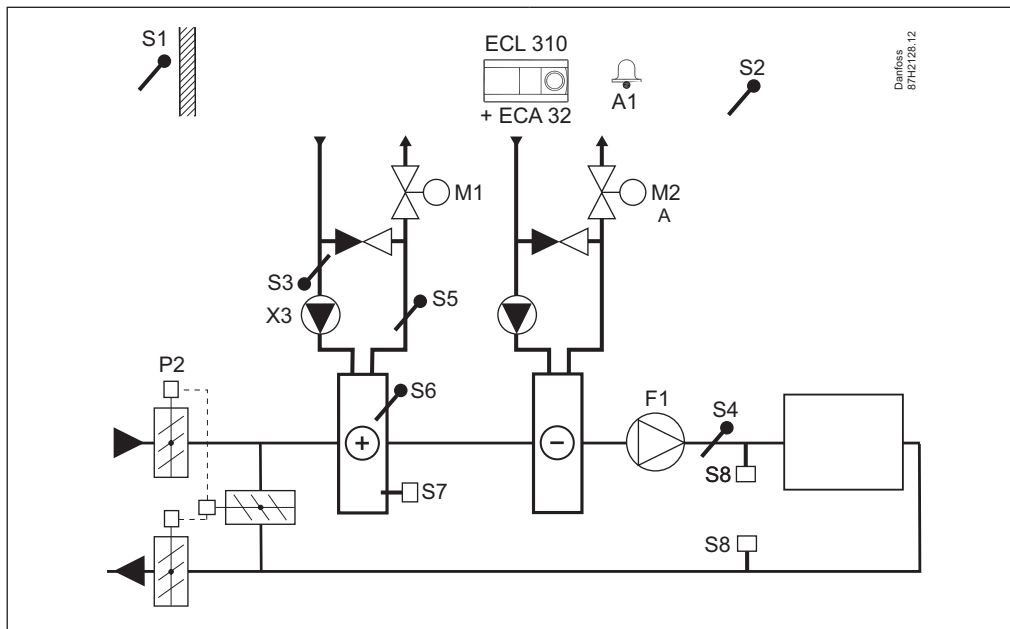 S1
ECL 310
+ ECA 32
A1
S2
Danfoss
87H2128.12
M1
M2
A
S3
S5
X3
P2
S6
F1
S4
+
−
S7
S8
S8